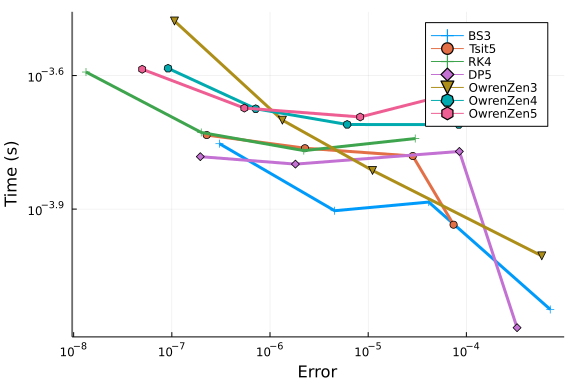 BS3
Tsit5
RK4
DP5
OwrenZen3
OwrenZen4
OwrenZen5
10^-3.6
10^-3.9
Time (s)
10^-8
10^-7
10^-6
10^-5
10^-4
Error